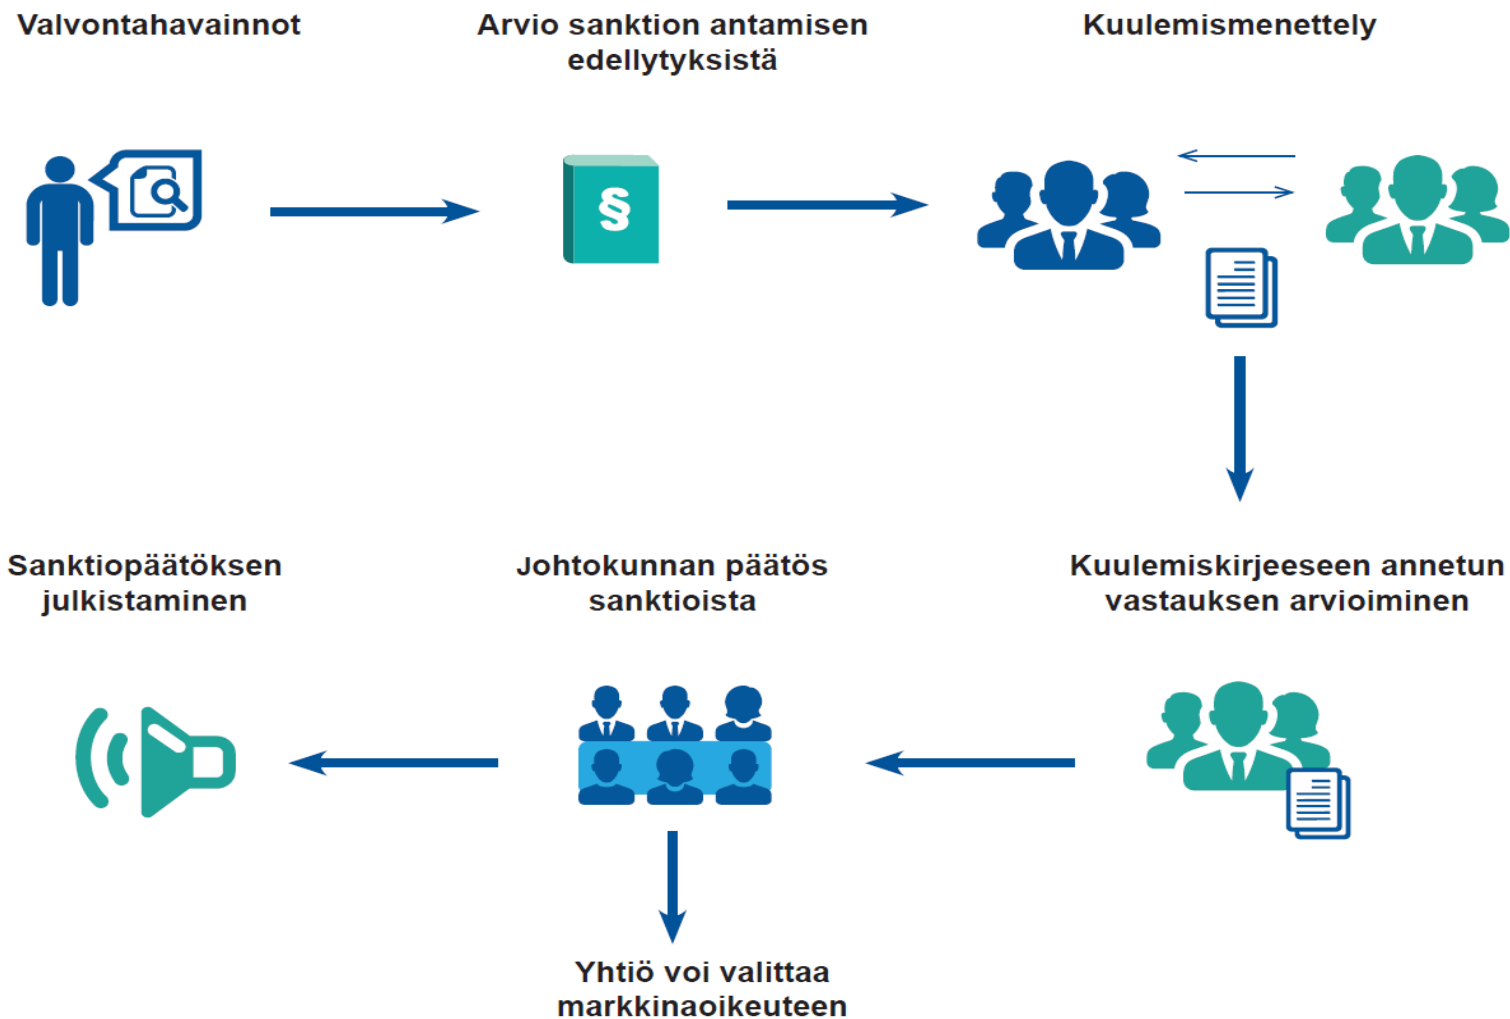 Valvontahavainnot
Arvio sanktion antamisen
edellytyksistä
Kuulemismenettely
§
Sanktiopäätöksen
julkistaminen
Johtokunnan päätös
sanktioista
Kuulemiskirjeeseen annetun
vastauksen arvioiminen
Yhtiö voi valittaa
markkinaoikeuteen